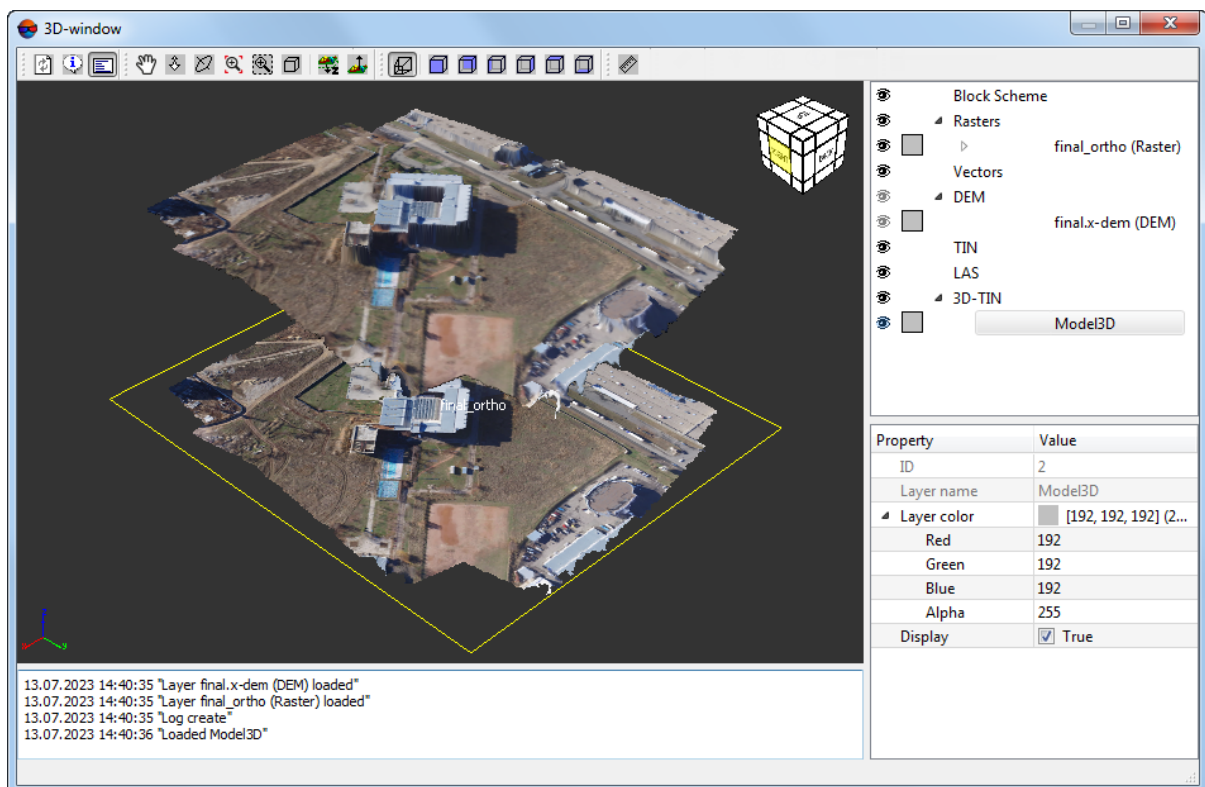 3D-window
Block Scheme
Rasters
final_ortho (Raster)
Vectors
DEM
final.x-dem (DEM)
TIN
LAS
3D-TIN
Model3D
final_ortho
BACK
z
y
Property Value
ID 2
Layer name Model3D
Layer color [192, 192, 192] (2...
Red 192
Green 192
Blue 192
Alpha 255
Display True
13.07.2023 14:40:35 "Layer final.x-dem (DEM) loaded"
13.07.2023 14:40:35 "Layer final_ortho (Raster) loaded"
13.07.2023 14:40:35 "Log create"
13.07.2023 14:40:36 "Loaded Model3D"